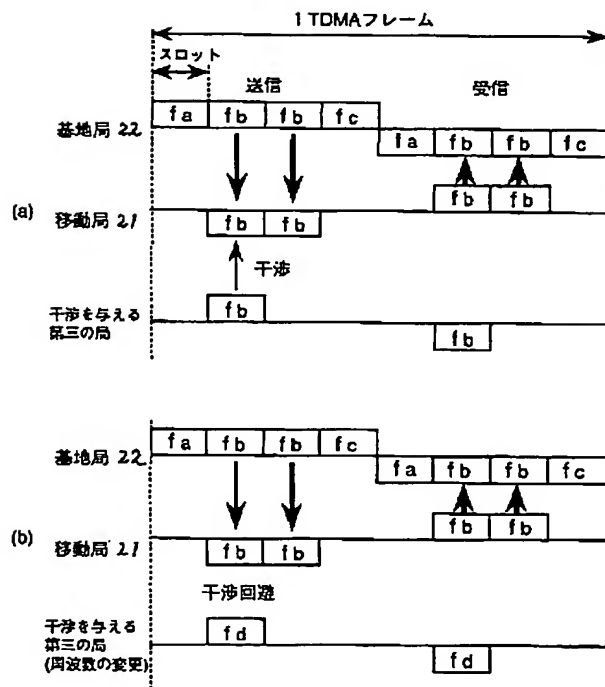 1 TDMAフレーム
スロット
送信
受信
基地局 22
fa fb fb fc
fa fb fb fc
(a)
移動局 21
fb fb
fb fb
干渉
干渉を与える
第三の局
fb
fb
基地局 22
fa fb fb fc
fa fb fb fc
(b)
移動局 21
fb fb
fb fb
干渉回避
干渉を与える
第三の局
(周波数の変更)
fd
fd